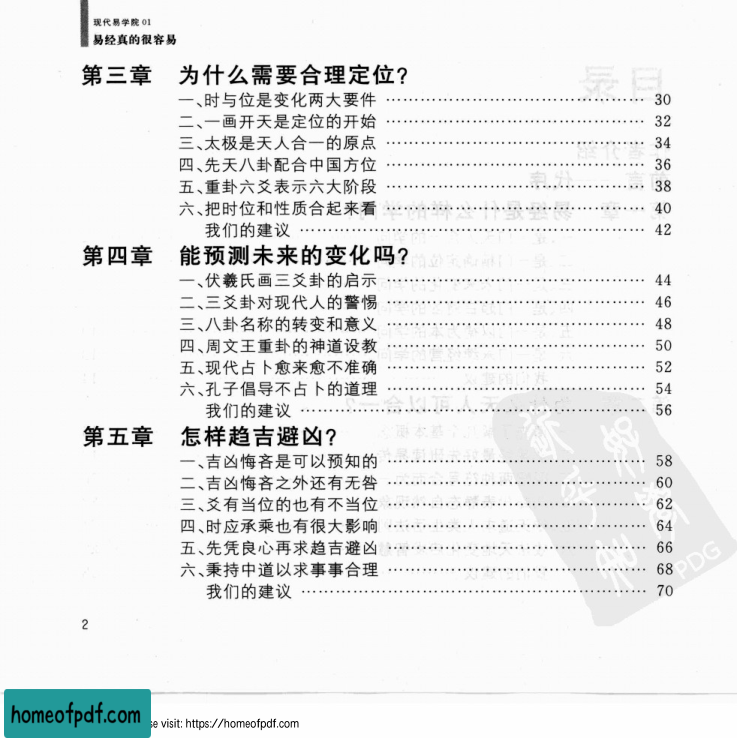 现代易学院 01
易经真的很容易
第三章 为什么需要合理定位?
一、时与位是变化两大要件 …… 30
二、一画开天是定位的开始 …… 32
三、太极是天人合一的原点 …… 34
四、先天八卦配合中国方位 …… 36
五、重卦六爻表示六大阶段 …… 38
六、把时位和性质合起来看 …… 40
我们的建议 …… 42
第四章 能预测未来的变化吗?
一、伏羲氏画三爻卦的启示 …… 44
二、三爻卦对现代人的警惕 …… 46
三、八卦名称的转变和意义 …… 48
四、周文王重卦的神道设教 …… 50
五、现代占卜愈来愈不准确 …… 52
六、孔子倡导不占卜的道理 …… 54
我们的建议 …… 56
第五章 怎样趋吉避凶?
一、吉凶悔吝是可以预知的 …… 58
二、吉凶悔吝之外还有无咎 …… 60
三、爻有当位的也有不当位 …… 62
四、时应承乘也有很大影响 …… 64
五、先凭良心再求趋吉避凶 …… 66
六、秉持中道以求事事合理 …… 68
我们的建议 …… 70
PDG
2
homeofpdf.com
se visit: https://homeofpdf.com